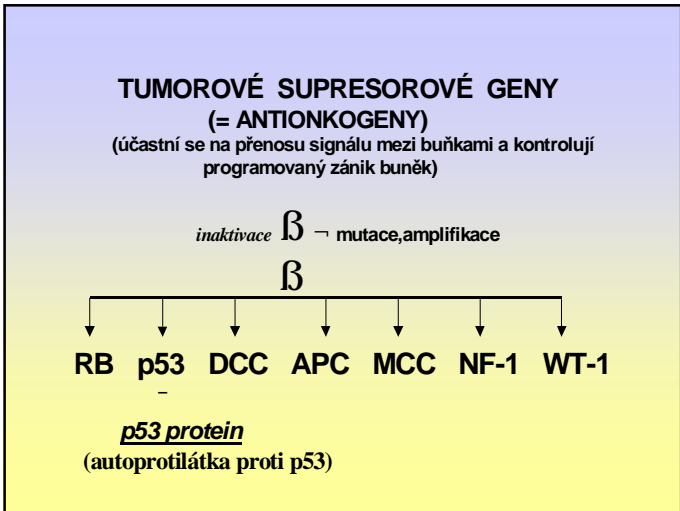 TUMOROVÉ SUPRESOROVÉ GENY
(= ANTIONKOGENY)
(účastní se na přenosu signálu mezi buňkami a kontrolují
programovaný zánik buněk)
inaktivace ß ¬ mutace,amplifikace
ß
RB p53 DCC APC MCC NF-1 WT-1
–
p53 protein
(autoprotilátka proti p53)